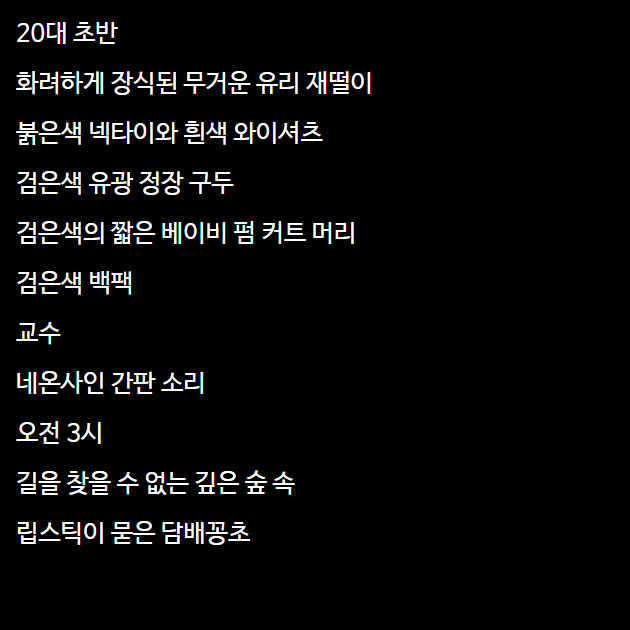 20대 초반
화려하게 장식된 무거운 유리 재떨이
붉은색 넥타이와 흰색 와이셔츠
검은색 유광 정장 구두
검은색의 짧은 베이비 펌 커트 머리
검은색 백팩
교수
네온사인 간판 소리
오전 3시
길을 찾을 수 없는 깊은 숲 속
립스틱이 묻은 담배꽁초